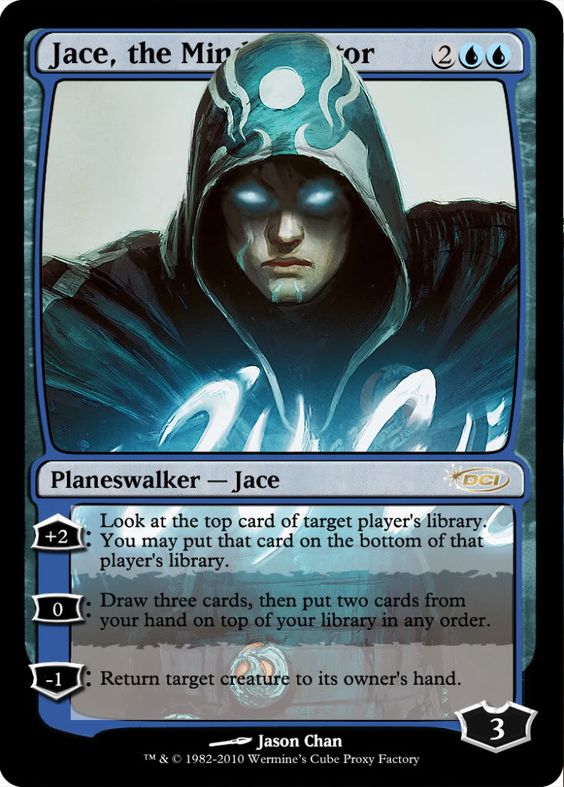 Jace, the Mind tor 2
Planeswalker — Jace
DCI
+2: Look at the top card of target player's library.
You may put that card on the bottom of that
player's library.
0: Draw three cards, then put two cards from
your hand on top of your library in any order.
-1: Return target creature to its owner's hand.
3
Jason Chan
™ & © 1982-2010 Wermine's Cube Proxy Factory